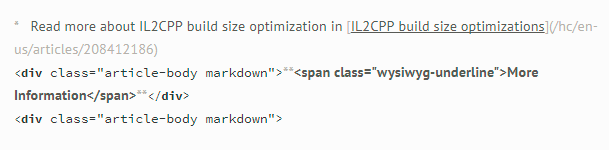 * Read more about IL2CPP build size optimization in [IL2CPP build size optimizations](/hc/en-
us/articles/208412186)
<div class="article-body markdown">**<span class="wysiwyg-underline">More
Information</span>**</div>
<div class="article-body markdown">